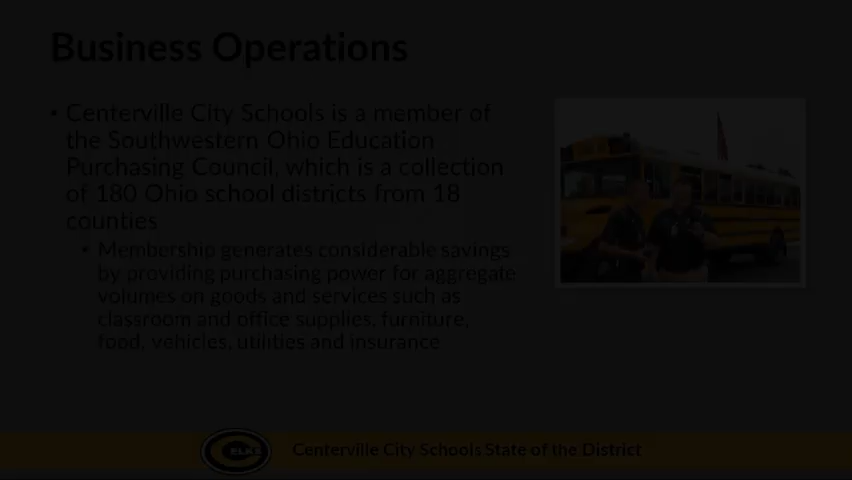 Business Operations
• Centerville City Schools is a member of
the Southwestern Ohio Education
Purchasing Council, which is a collection
of 180 Ohio school districts from 18
counties
• Membership generates considerable savings
by providing purchasing power for aggregate
volumes on goods and services such as
classroom and office supplies, furniture,
food, vehicles, utilities and insurance
ELKS
Centerville City Schools State of the District